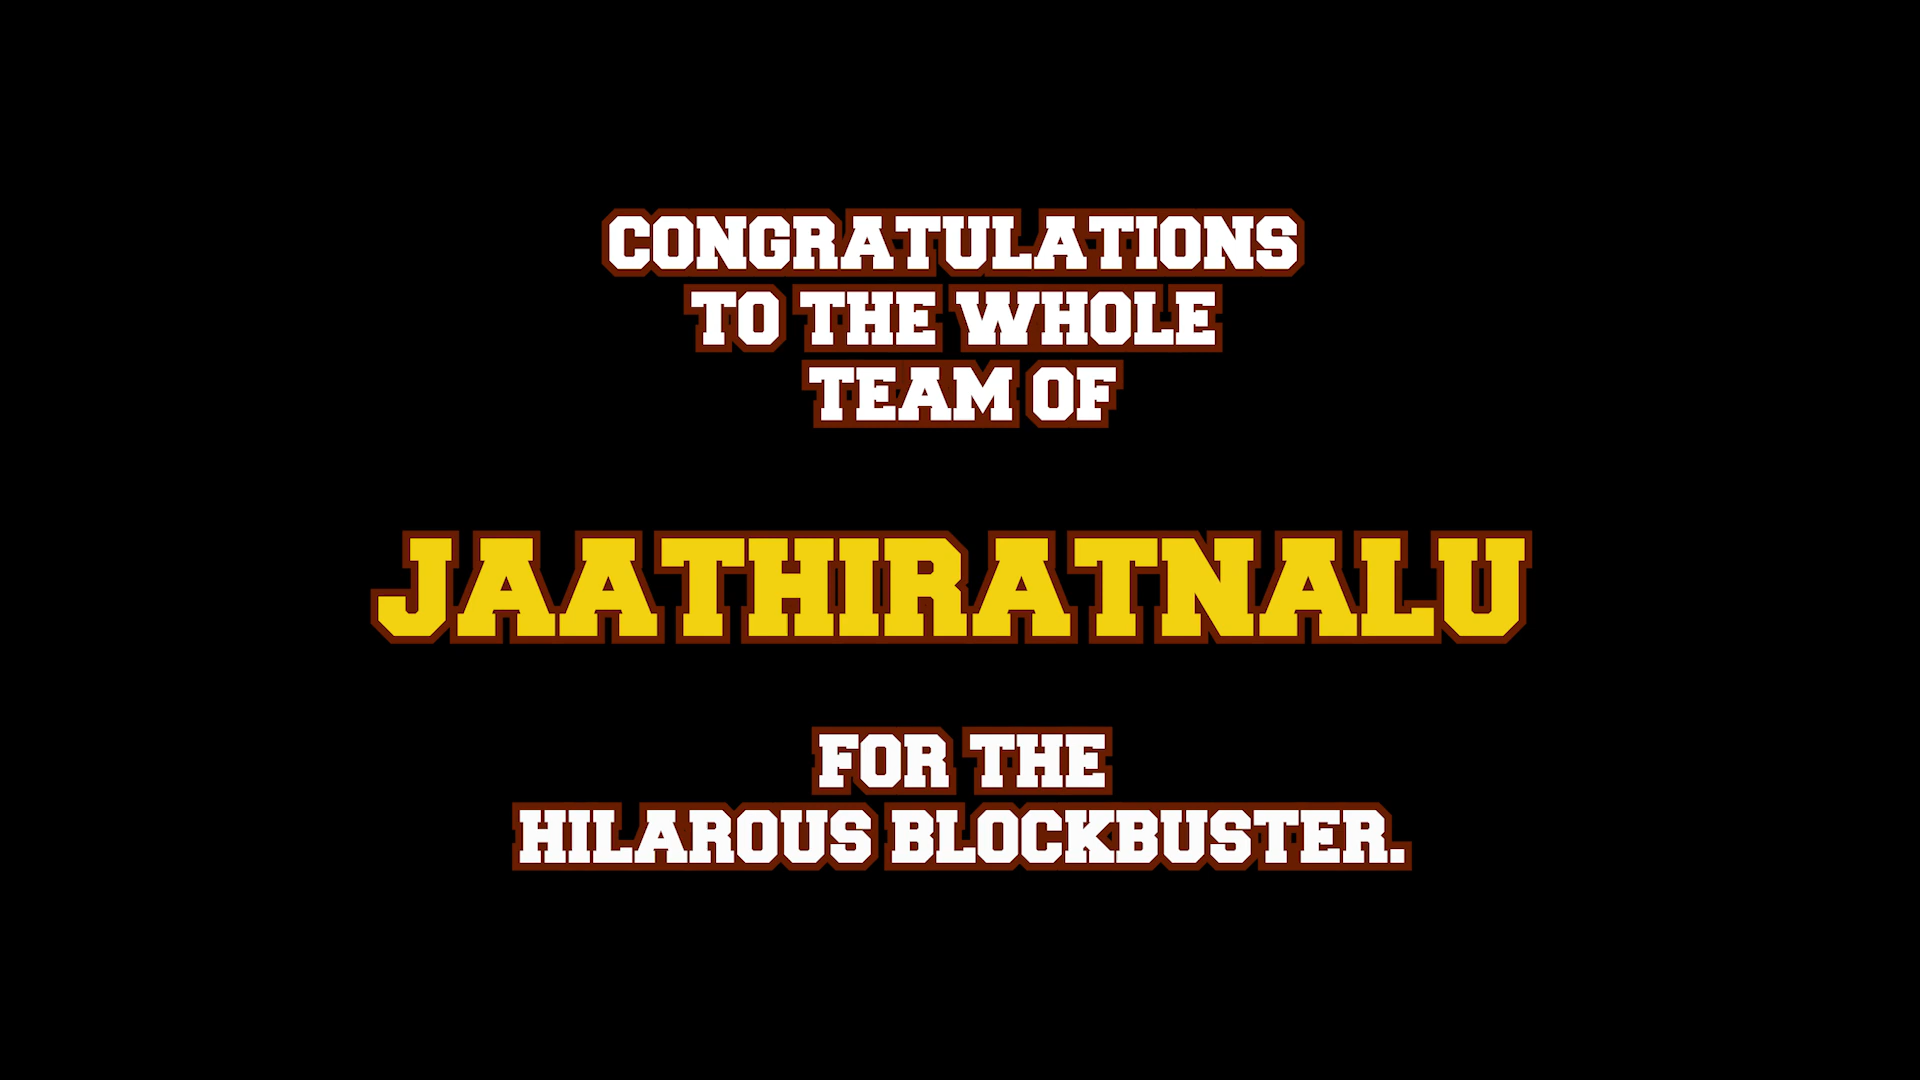 CONGRATULATIONS
TO THE WHOLE
TEAM OF
JAATHIRATNALU
FOR THE
HILAROUS BLOCKBUSTER.